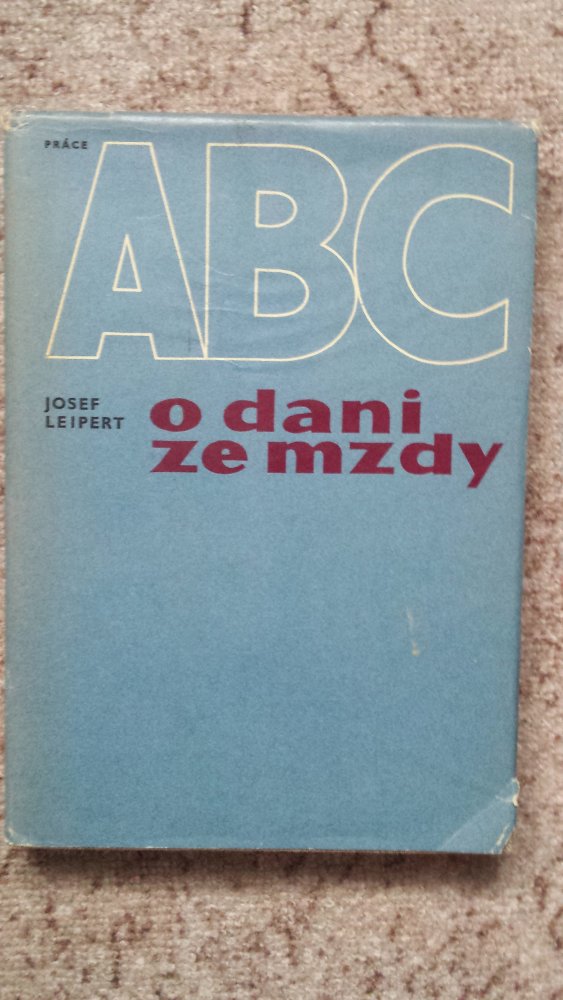 PRÁCE
ABC
JOSEF
LEIPERT
o dani
ze mzdy